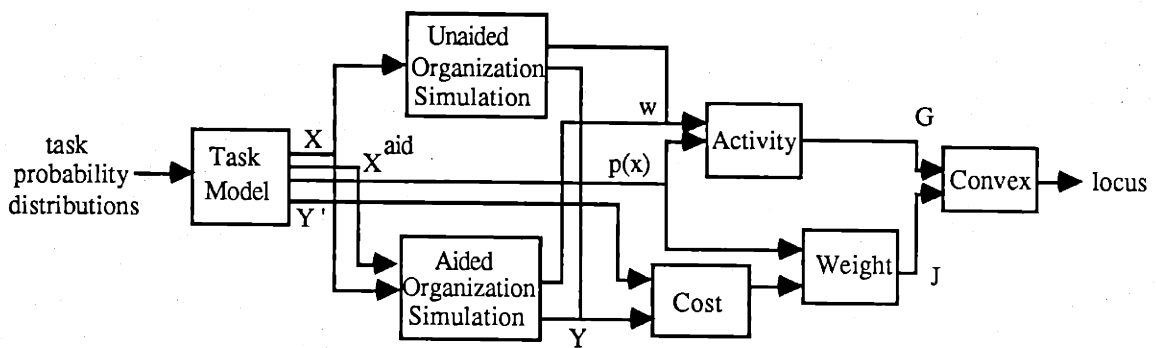 task
probability
distributions
Task
Model
X
X aid
Y '
Unaided
Organization
Simulation
Aided
Organization
Simulation
w
p(x)
Y
Activity
Cost
Weight
G
J
Convex
locus